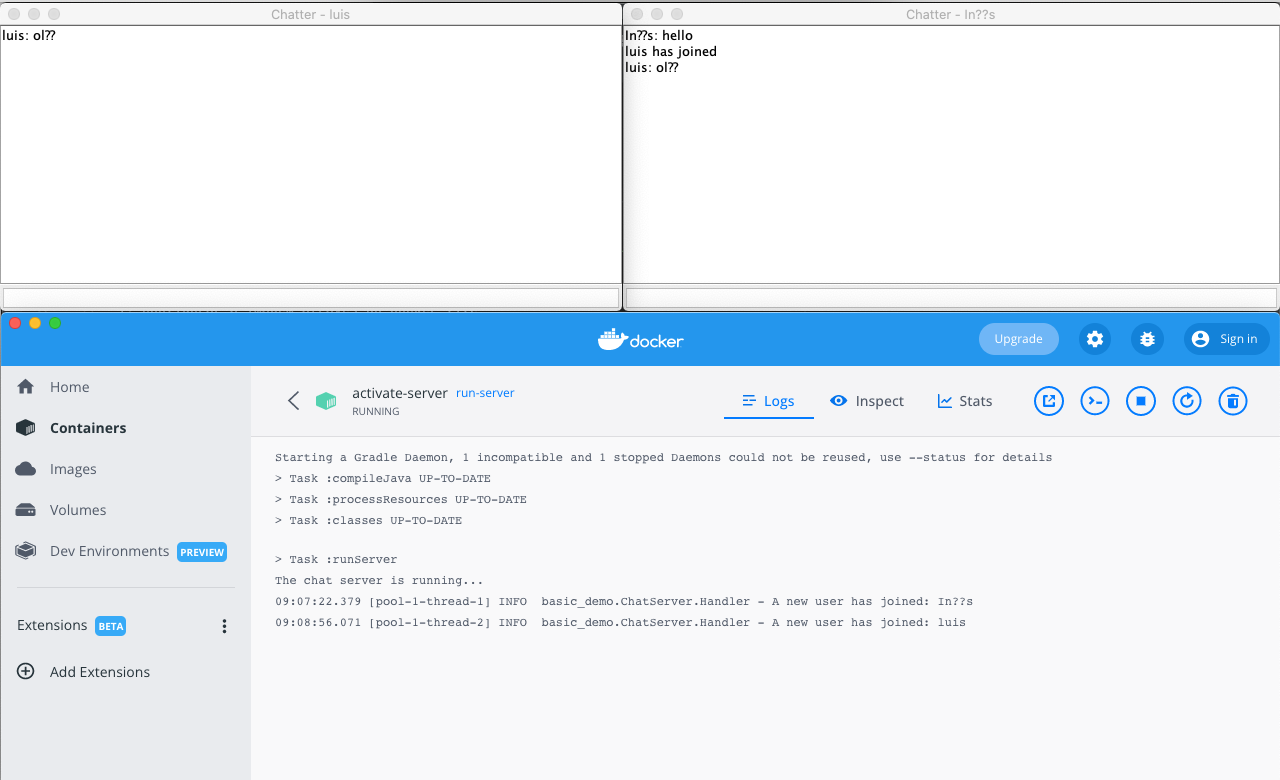 Chatter - luis
luis: ol??
Chatter - In??s
In??s: hello
luis has joined
luis: ol??
docker
Upgrade
Sign in
Home
Containers
Images
Volumes
Dev Environments PREVIEW
Extensions BETA
Add Extensions
activate-server run-server
RUNNING
Logs Inspect Stats
Starting a Gradle Daemon, 1 incompatible and 1 stopped Daemons could not be reused, use --status for details
> Task :compileJava UP-TO-DATE
> Task :processResources UP-TO-DATE
> Task :classes UP-TO-DATE
> Task :runServer
The chat server is running...
09:07:22.379 [pool-1-thread-1] INFO  basic_demo.ChatServer.Handler - A new user has joined: In??s
09:08:56.071 [pool-1-thread-2] INFO  basic_demo.ChatServer.Handler - A new user has joined: luis